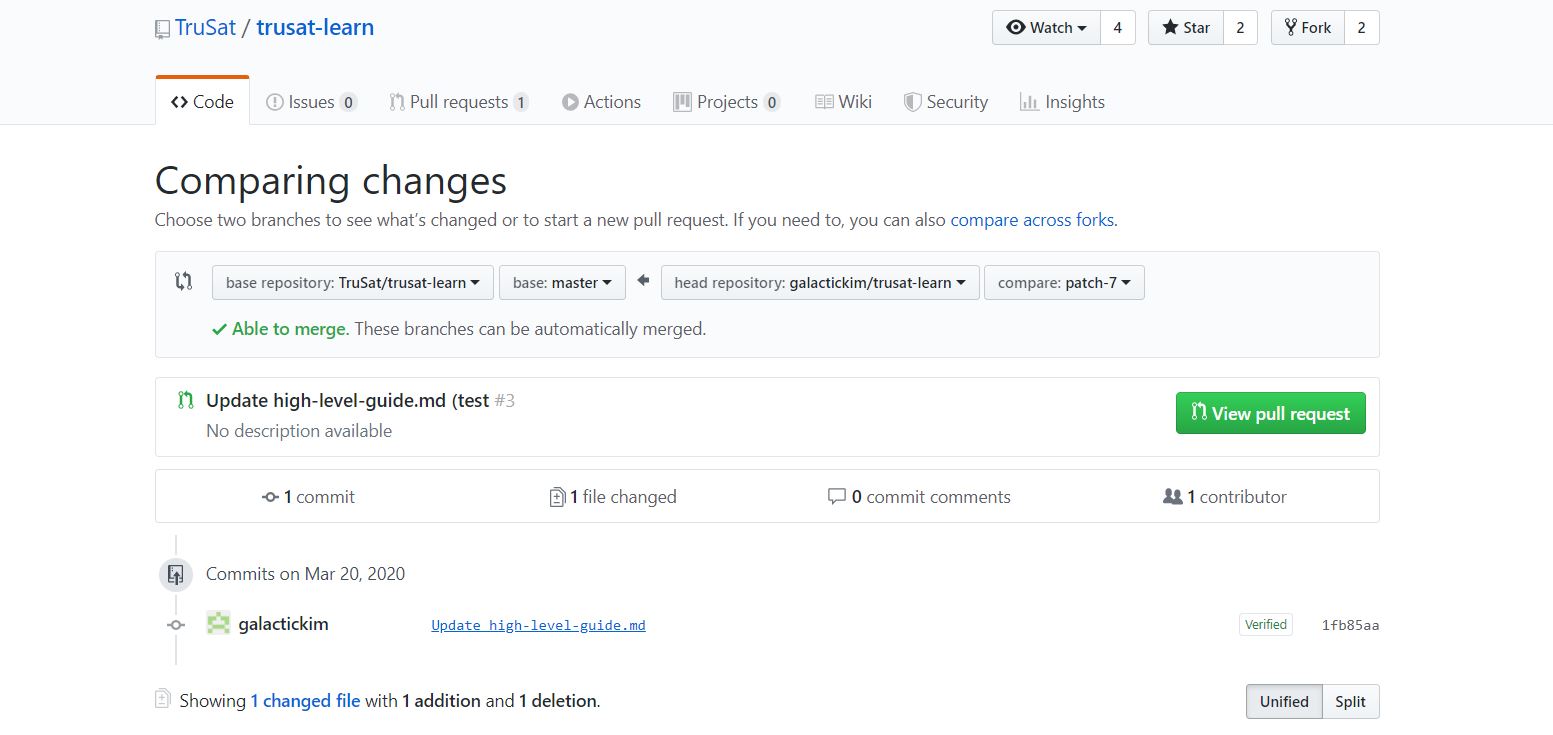 TruSat / trusat-learn
Watch 4 Star 2 Fork 2
Code Issues 0 Pull requests 1 Actions Projects 0 Wiki Security Insights
Comparing changes
Choose two branches to see what's changed or to start a new pull request. If you need to, you can also compare across forks.
base repository: TruSat/trusat-learn base: master head repository: galactickim/trusat-learn compare: patch-7
Able to merge. These branches can be automatically merged.
Update high-level-guide.md (test #3
No description available
View pull request
1 commit 1 file changed 0 commit comments 1 contributor
Commits on Mar 20, 2020
galactickim Update high-level-guide.md Verified 1fb85aa
Showing 1 changed file with 1 addition and 1 deletion. Unified Split